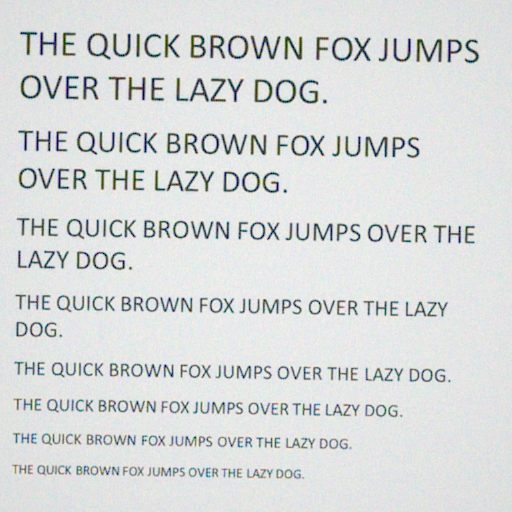 THE QUICK BROWN FOX JUMPS
OVER THE LAZY DOG.
THE QUICK BROWN FOX JUMPS
OVER THE LAZY DOG.
THE QUICK BROWN FOX JUMPS OVER THE
LAZY DOG.
THE QUICK BROWN FOX JUMPS OVER THE LAZY
DOG.
THE QUICK BROWN FOX JUMPS OVER THE LAZY DOG.
THE QUICK BROWN FOX JUMPS OVER THE LAZY DOG.
THE QUICK BROWN FOX JUMPS OVER THE LAZY DOG.
THE QUICK BROWN FOX JUMPS OVER THE LAZY DOG.